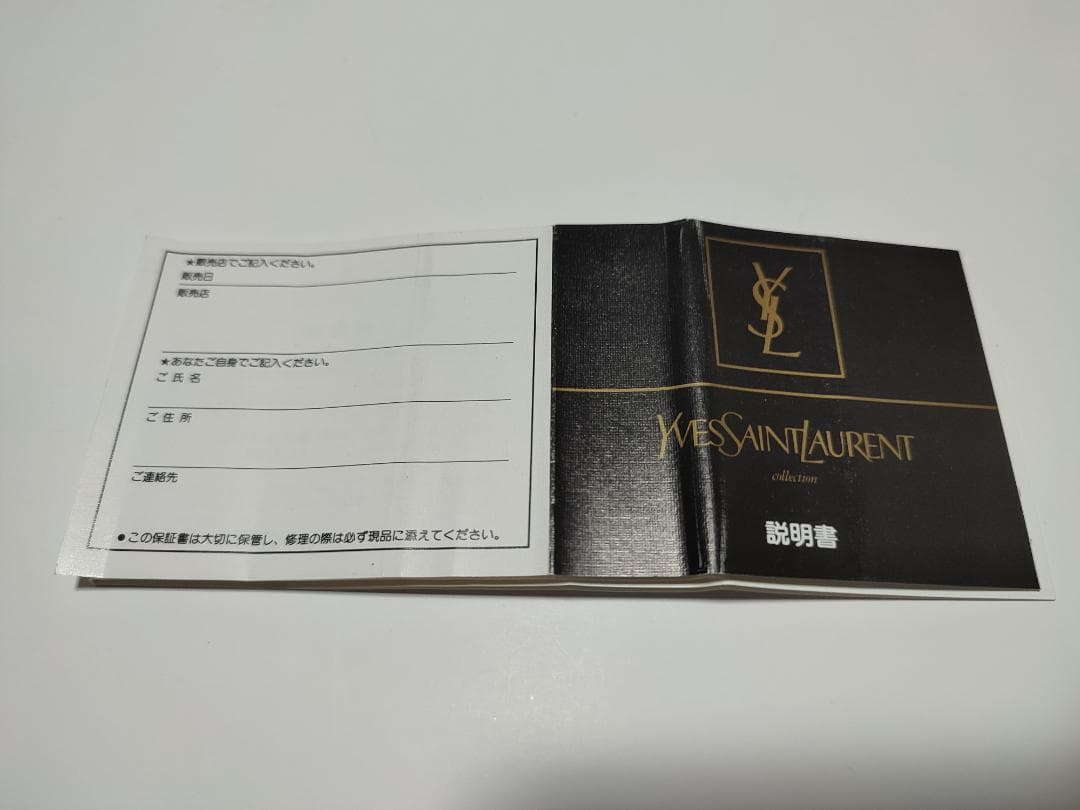 ★販売店でご記入ください。
販売日
販売店
★あなたご自身でご記入ください。
ご氏名
ご住所
ご連絡先
●この保証書は大切に保管し、修理の際は必ず現品に添えてください。
YSL
YVESSAINTLAURENT
collection
説明書